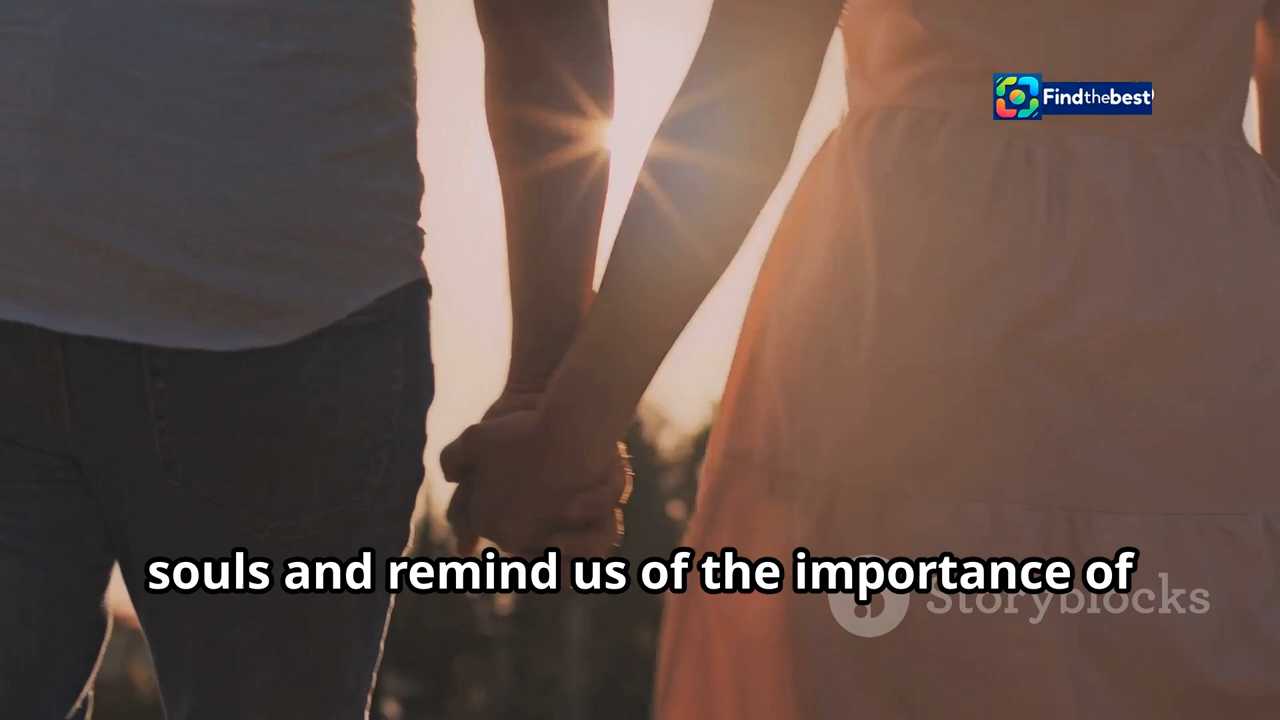 Findthebest
souls and remind us of the importance of
Storyblocks